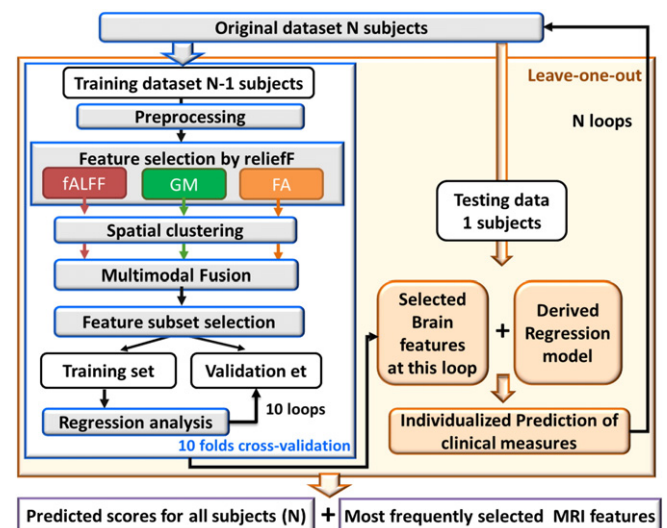 Original dataset N subjects
Leave-one-out
Training dataset N-1 subjects
Preprocessing
N loops
Feature selection by reliefF
fALFF
GM
FA
Testing data
1 subjects
Spatial clustering
Multimodal Fusion
Feature subset selection
Selected
Brain
features
at this loop
+
Derived
Regression
model
Training set
Validation et
Regression analysis
10 loops
10 folds cross-validation
Individualized Prediction of
clinical measures
Predicted scores for all subjects (N)
+
Most frequently selected MRI features